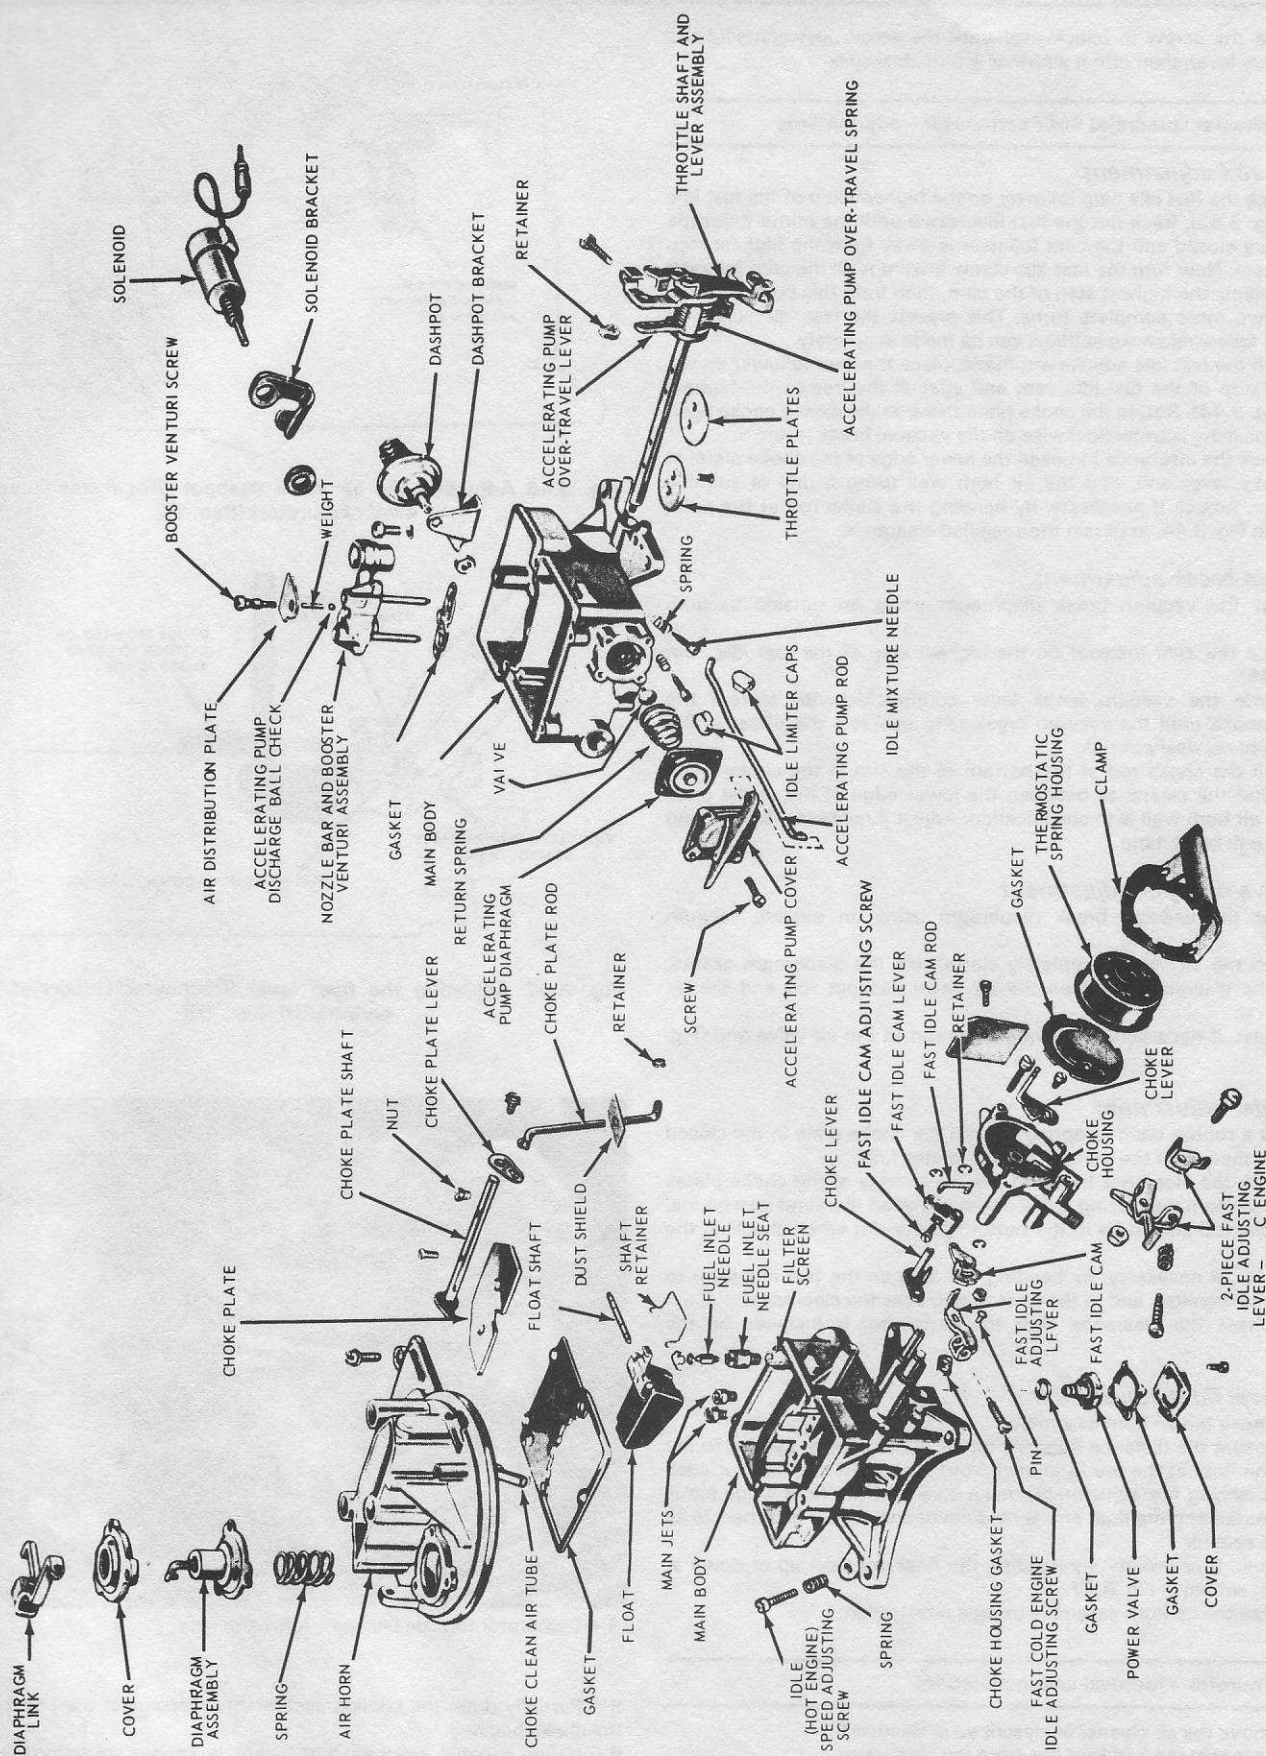 DIAPHRAGM
LINK
COVER
DIAPHRAGM
ASSEMBLY
SPRING
AIR HORN
CHOKE CLEAN AIR TUBE
GASKET
FLOAT
MAIN JETS
MAIN BODY
IDLE
(HOT ENGINE)
SPEED ADJUSTING
SCREW
SPRING
CHOKE HOUSING GASKET
FAST COLD ENGINE
IDLE ADJUSTING SCREW
PIN
GASKET
POWER VALVE
GASKET
COVER
CHOKE PLATE
CHOKE PLATE SHAFT
NUT
CHOKE PLATE LEVER
CHOKE PLATE ROD
RETAINER
FLOAT SHAFT
DUST SHIELD
SHAFT
RETAINER
FUEL INLET
NEEDLE
FUEL INLET
NEEDLE SEAT
FILTER
SCREEN
CHOKE LEVER
FAST IDLE CAM ADJUSTING SCREW
FAST IDLE CAM LEVER
FAST IDLE CAM ROD
RETAINER
FAST IDLE
ADJUSTING
LEVER
FAST IDLE CAM
CHOKE
HOUSING
CHOKE
LEVER
2-PIECE FAST
IDLE ADJUSTING
LEVER – C ENGINE
GASKET
THERMOSTATIC
SPRING HOUSING
CLAMP
AIR DISTRIBUTION PLATE
BOOSTER VENTURI SCREW
SOLENOID
SOLENOID BRACKET
WEIGHT
ACCELERATING PUMP
DISCHARGE BALL CHECK
NOZZLE BAR AND BOOSTER
VENTURI ASSEMBLY
GASKET
MAIN BODY
DASHPOT
DASHPOT BRACKET
VAI VE
RETURN SPRING
ACCELERATING
PUMP DIAPHRAGM
SCREW
ACCELERATING PUMP COVER
IDLE LIMITER CAPS
ACCELERATING PUMP ROD
IDLE MIXTURE NEEDLE
SPRING
THROTTLE PLATES
ACCELERATING PUMP
OVER-TRAVEL LEVER
RETAINER
THROTTLE SHAFT AND
LEVER ASSEMBLY
ACCELERATING PUMP OVER-TRAVEL SPRING